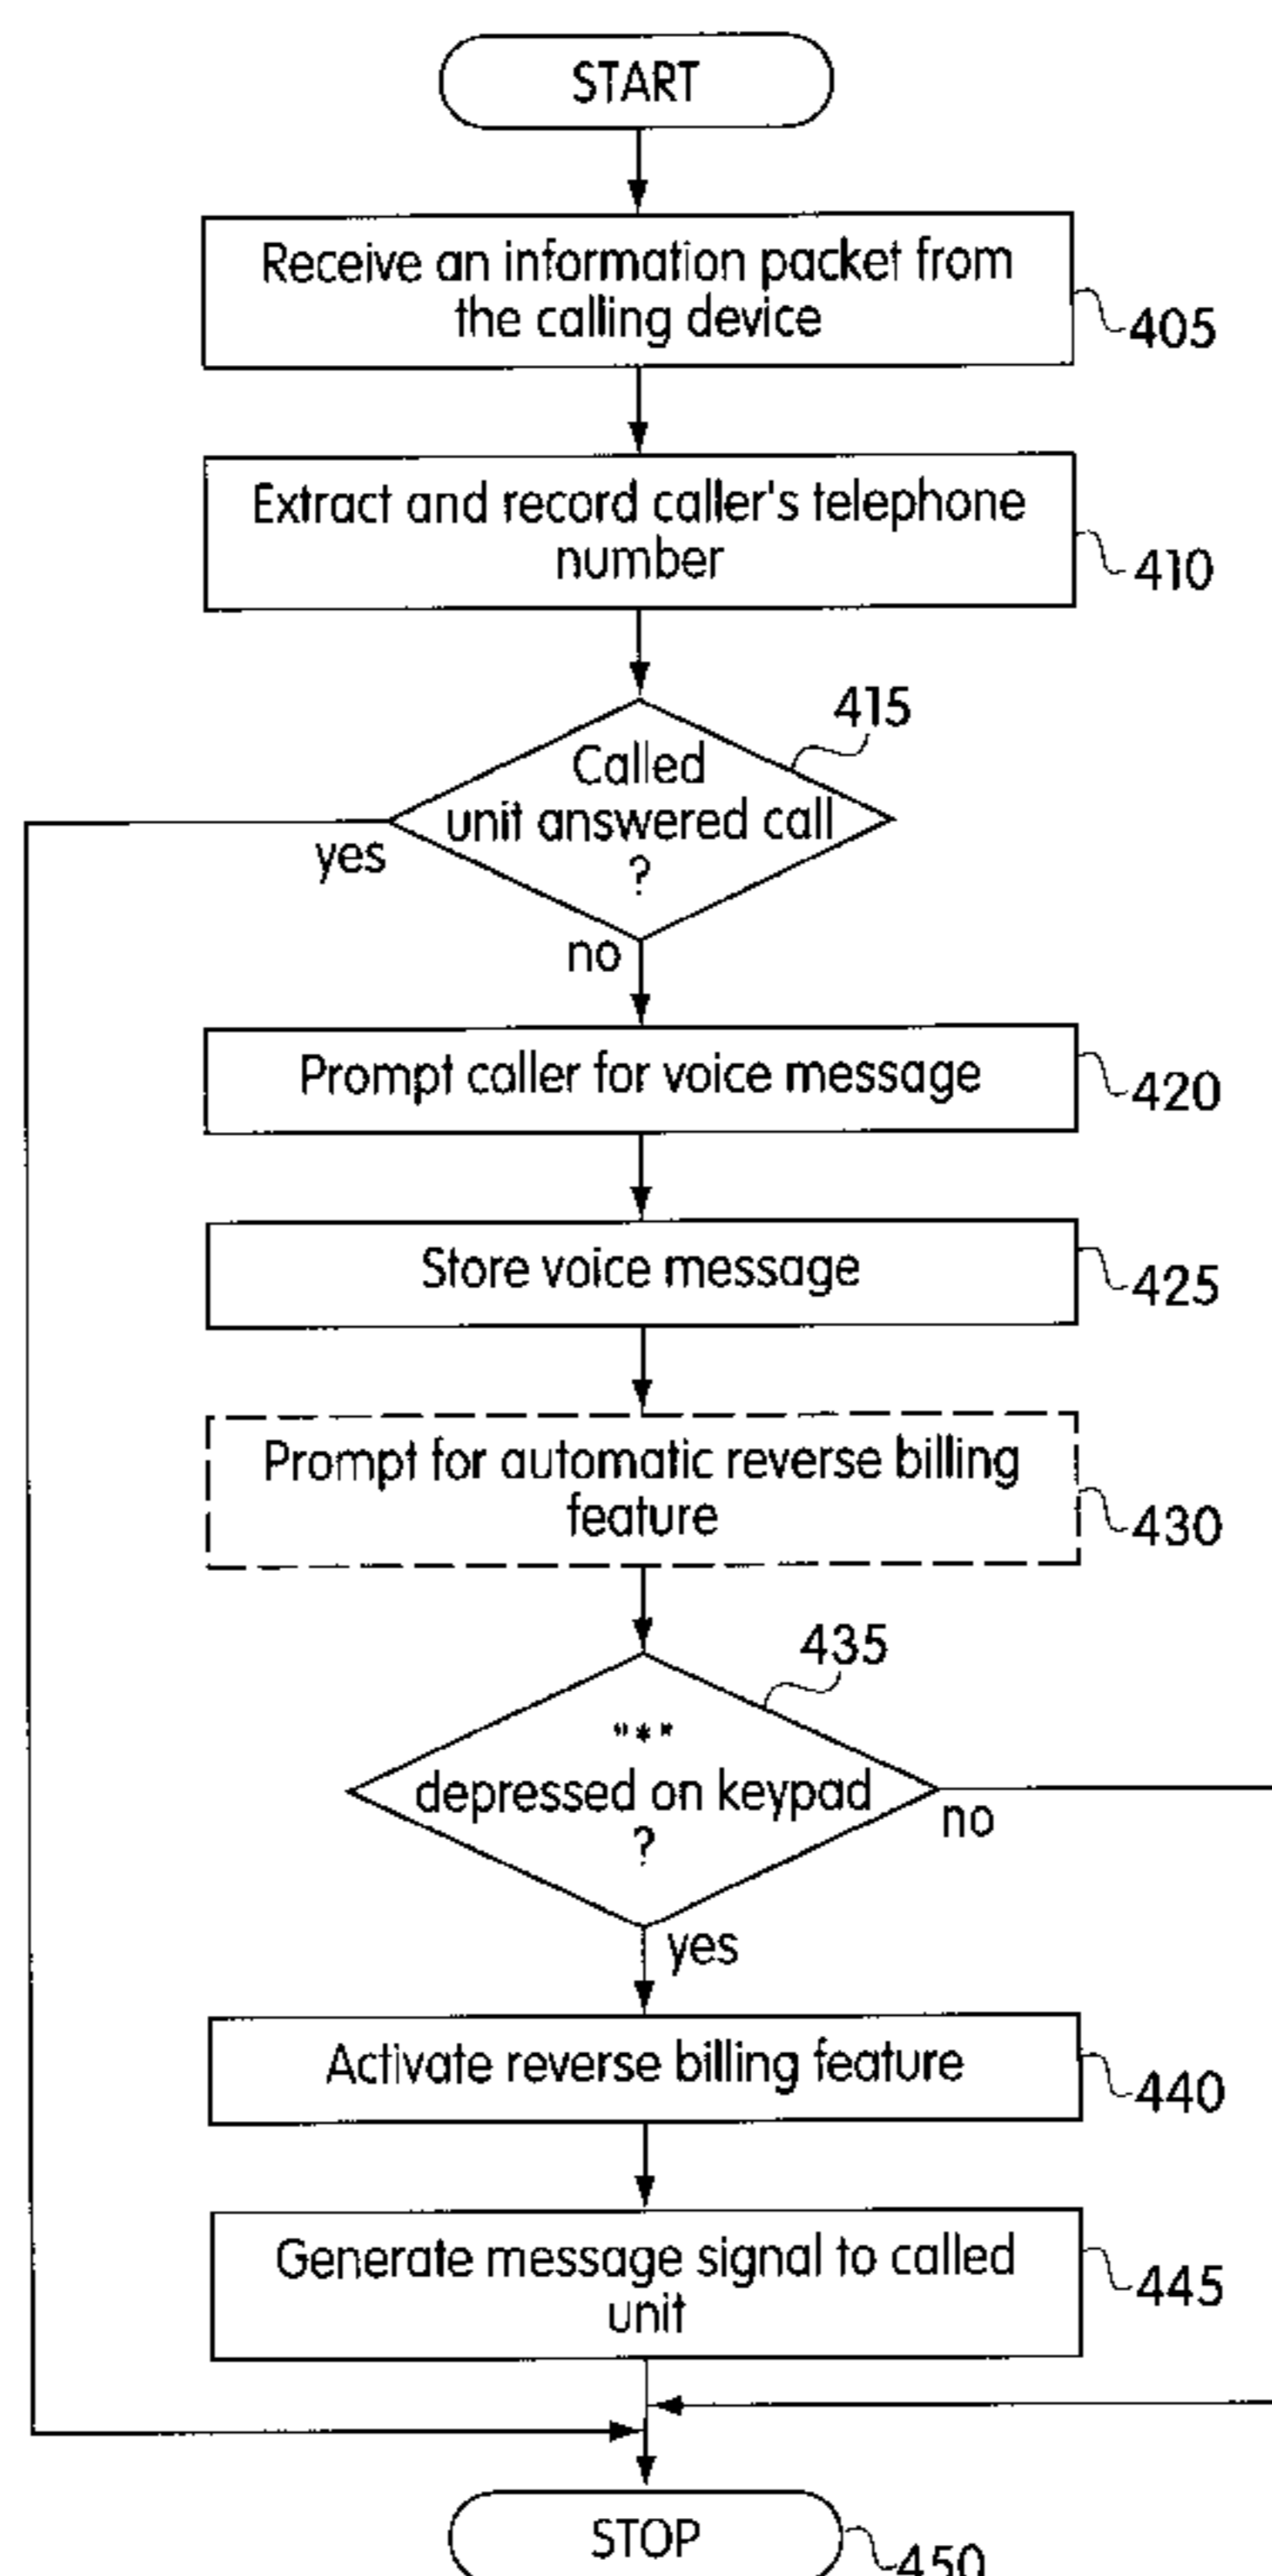 START
Receive an information packet from
the calling device
405
Extract and record caller's telephone
number
410
415
Called
unit answered call
?
yes
no
Prompt caller for voice message
420
Store voice message
425
Prompt for automatic reverse billing
feature
430
435
"*"
depressed on keypad
?
no
yes
Activate reverse billing feature
440
Generate message signal to called
unit
445
STOP
450